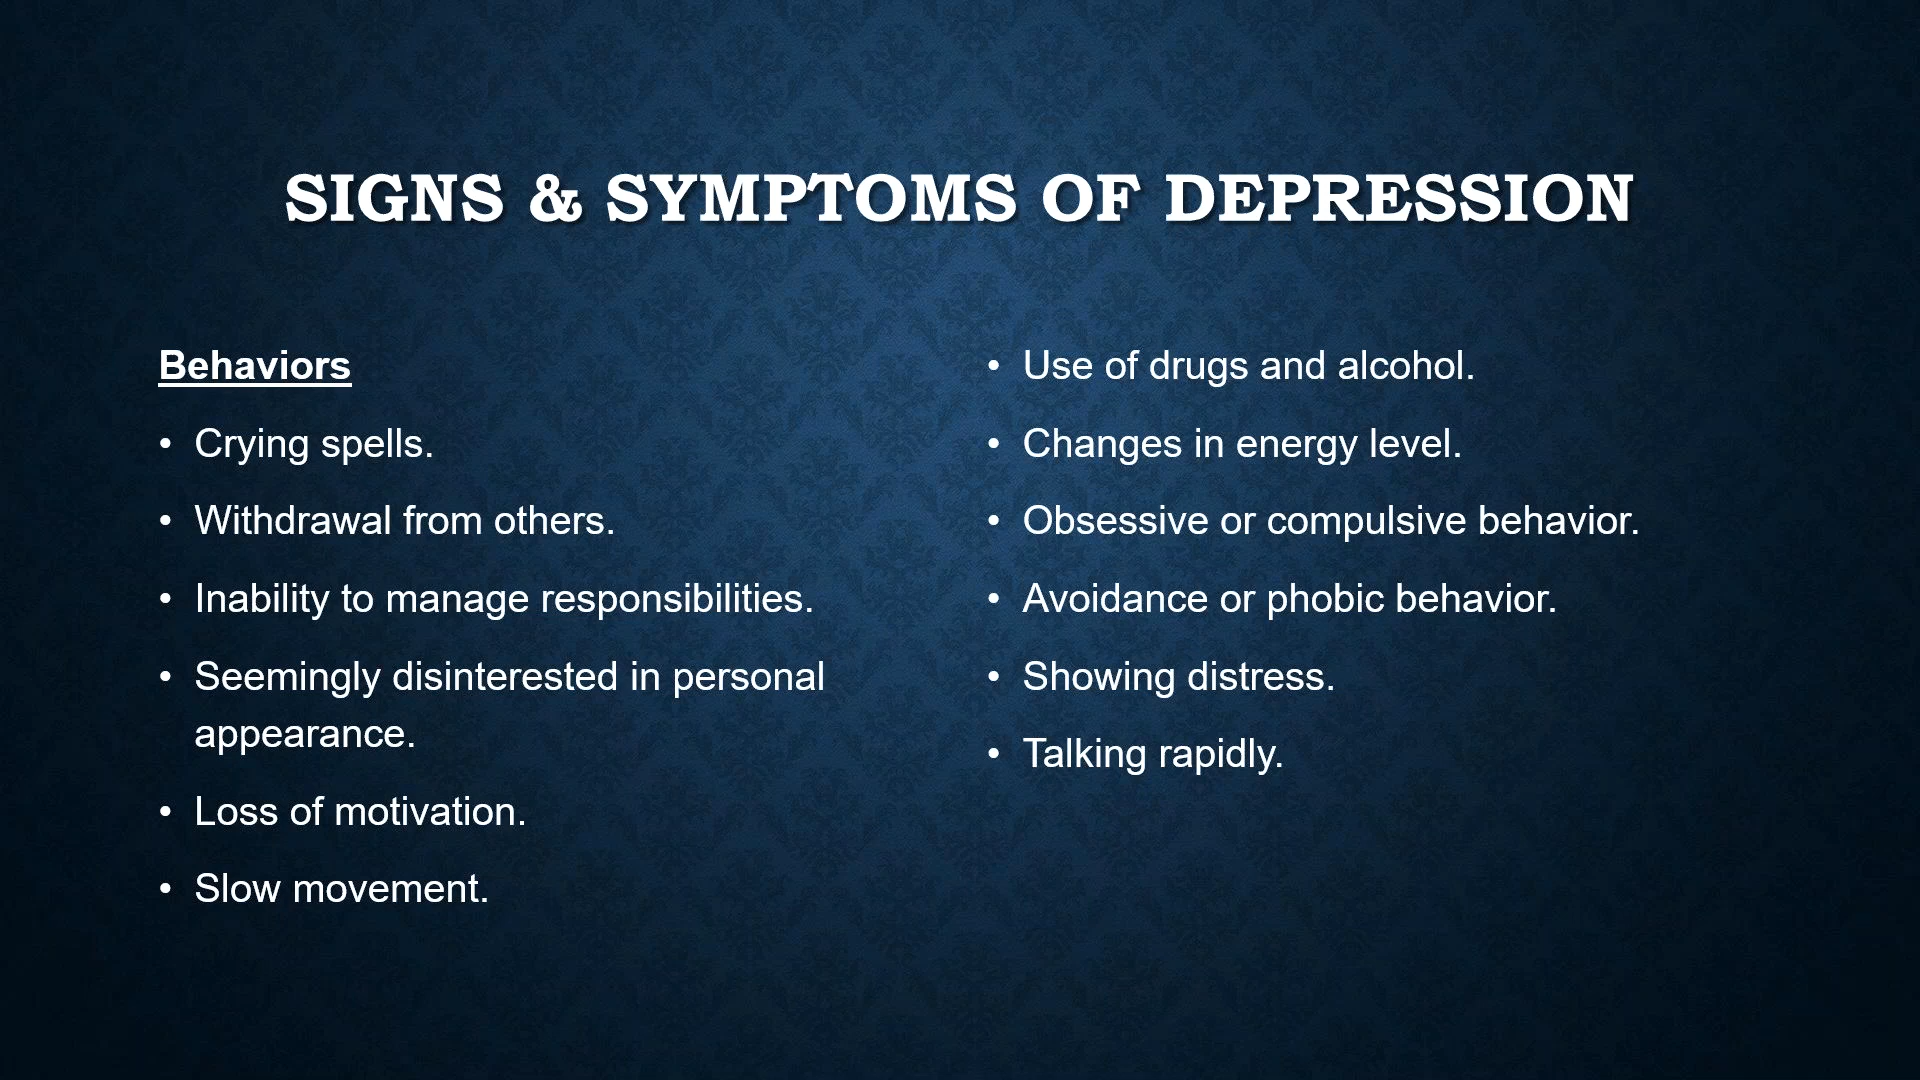 SIGNS & SYMPTOMS OF DEPRESSION
Behaviors
• Crying spells.
• Withdrawal from others.
• Inability to manage responsibilities.
• Seemingly disinterested in personal
appearance.
• Loss of motivation.
• Slow movement.
• Use of drugs and alcohol.
• Changes in energy level.
• Obsessive or compulsive behavior.
• Avoidance or phobic behavior.
• Showing distress.
• Talking rapidly.